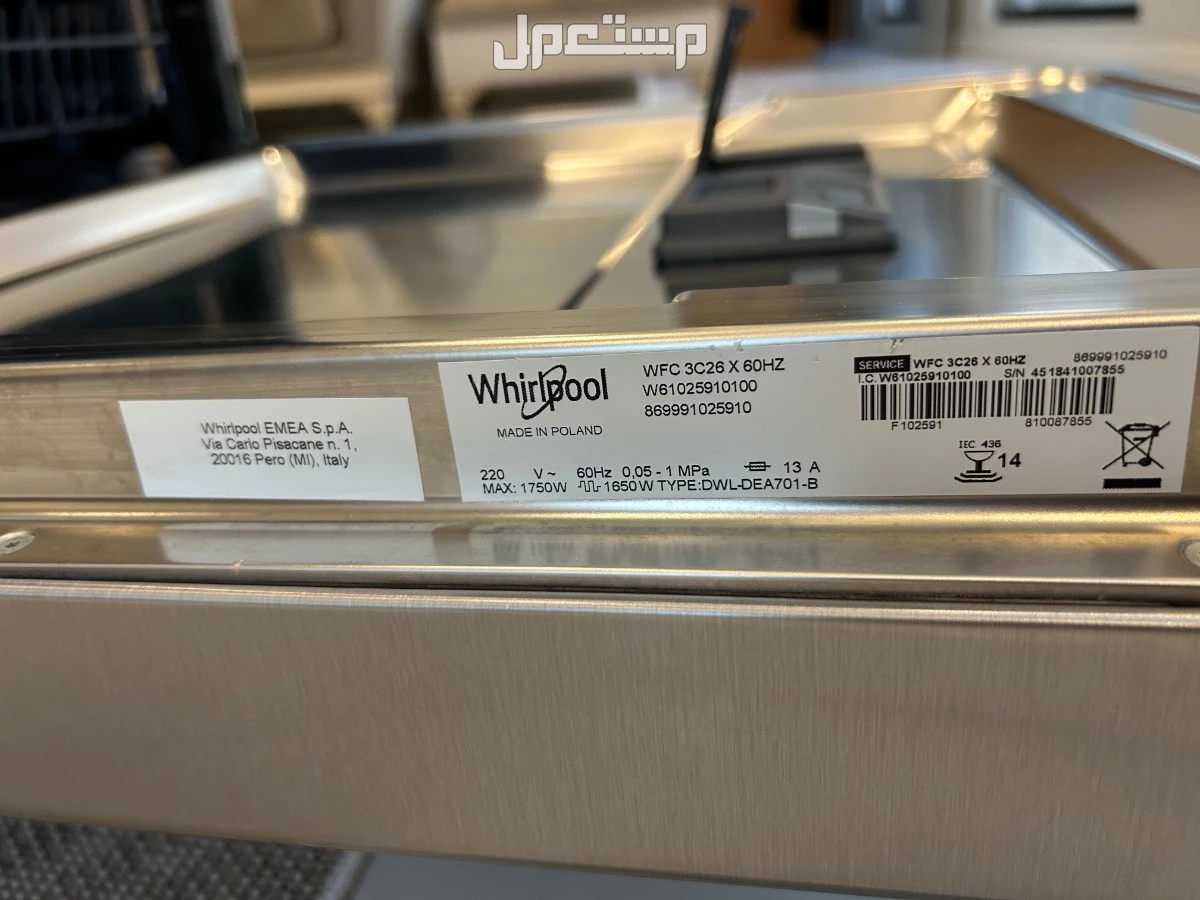 مستعمل
Whirlpool EMEA S.p.A.
Via Carlo Pisacane n. 1,
20016 Pero (MI), Italy
Whirlpool
MADE IN POLAND
WFC 3C26 X 60HZ
W61025910100
869991025910
220 V~ 60Hz 0,05 - 1 MPa 13 A
MAX: 1750W 1650W TYPE:DWL-DEA701-B
SERVICE WFC 3C26 X 60HZ 869991025910
I.C. W61025910100 S/N 451841007855
F 102591 810087855
IEC 436
14